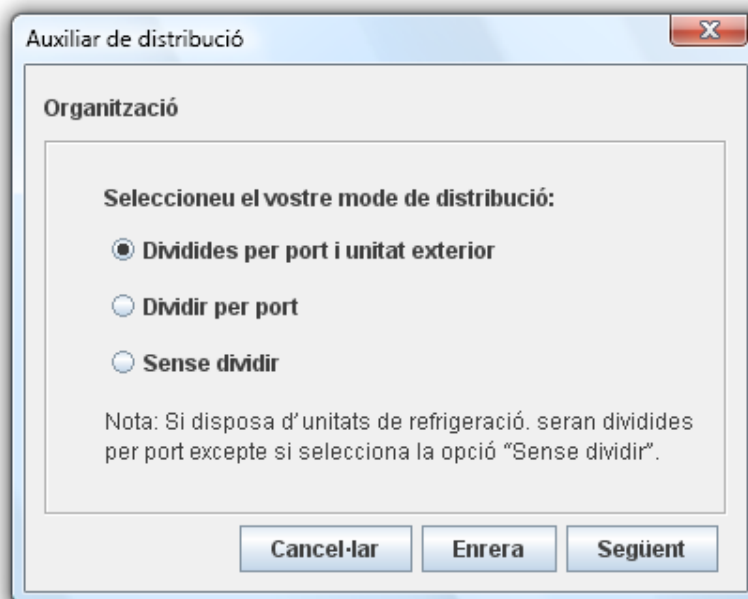 Auxiliar de distribució
Organització
Seleccioneu el vostre mode de distribució:
Dividides per port i unitat exterior
Dividir per port
Sense dividir
Nota: Si disposa d'unitats de refrigeració. seran dividides
per port excepte si selecciona la opció “Sense dividir”.
Cancel·lar Enrera Següent